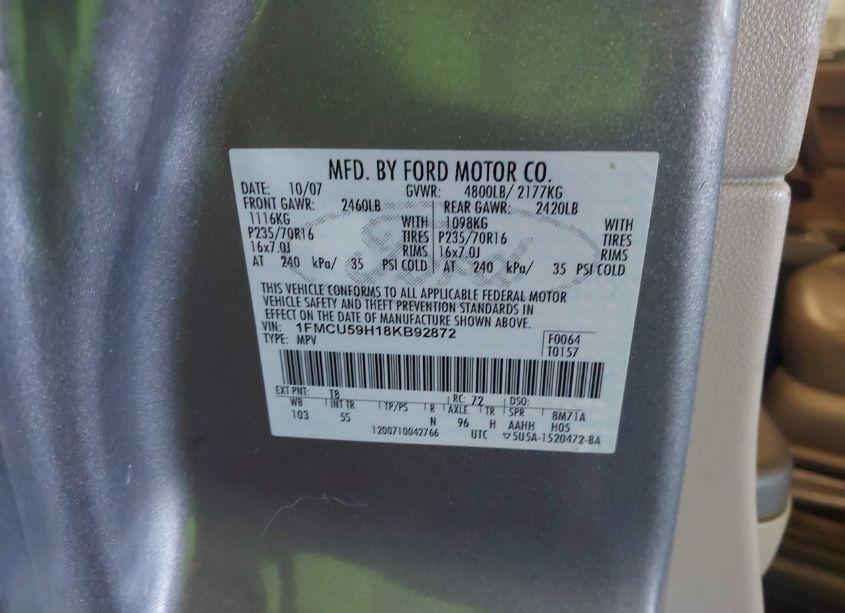 MFD. BY FORD MOTOR CO.
DATE: 10/07 GVWR: 4800LB/ 2177KG
FRONT GAWR: 2460LB REAR GAWR: 2420LB
1116KG WITH 1098KG WITH
P235/70R16 TIRES P235/70R16 TIRES
16x7.0J RIMS 16x7.0J RIMS
AT 240 kPa/ 35 PSI COLD AT 240 kPa/ 35 PSI COLD
Ford
THIS VEHICLE CONFORMS TO ALL APPLICABLE FEDERAL MOTOR
VEHICLE SAFETY AND THEFT PREVENTION STANDARDS IN
EFFECT ON THE DATE OF MANUFACTURE SHOWN ABOVE.
VIN: 1FMCU59H18KB92872 F0064
TYPE: MPV T0157
EXT PNT: T8 RC: 72 DSO:
WB INT TR TP/PS R AXLE TR SPR 8M71A
103 5S N 96 H AAHH H05
1200710042766 UTC ▽5U5A-1520472-BA